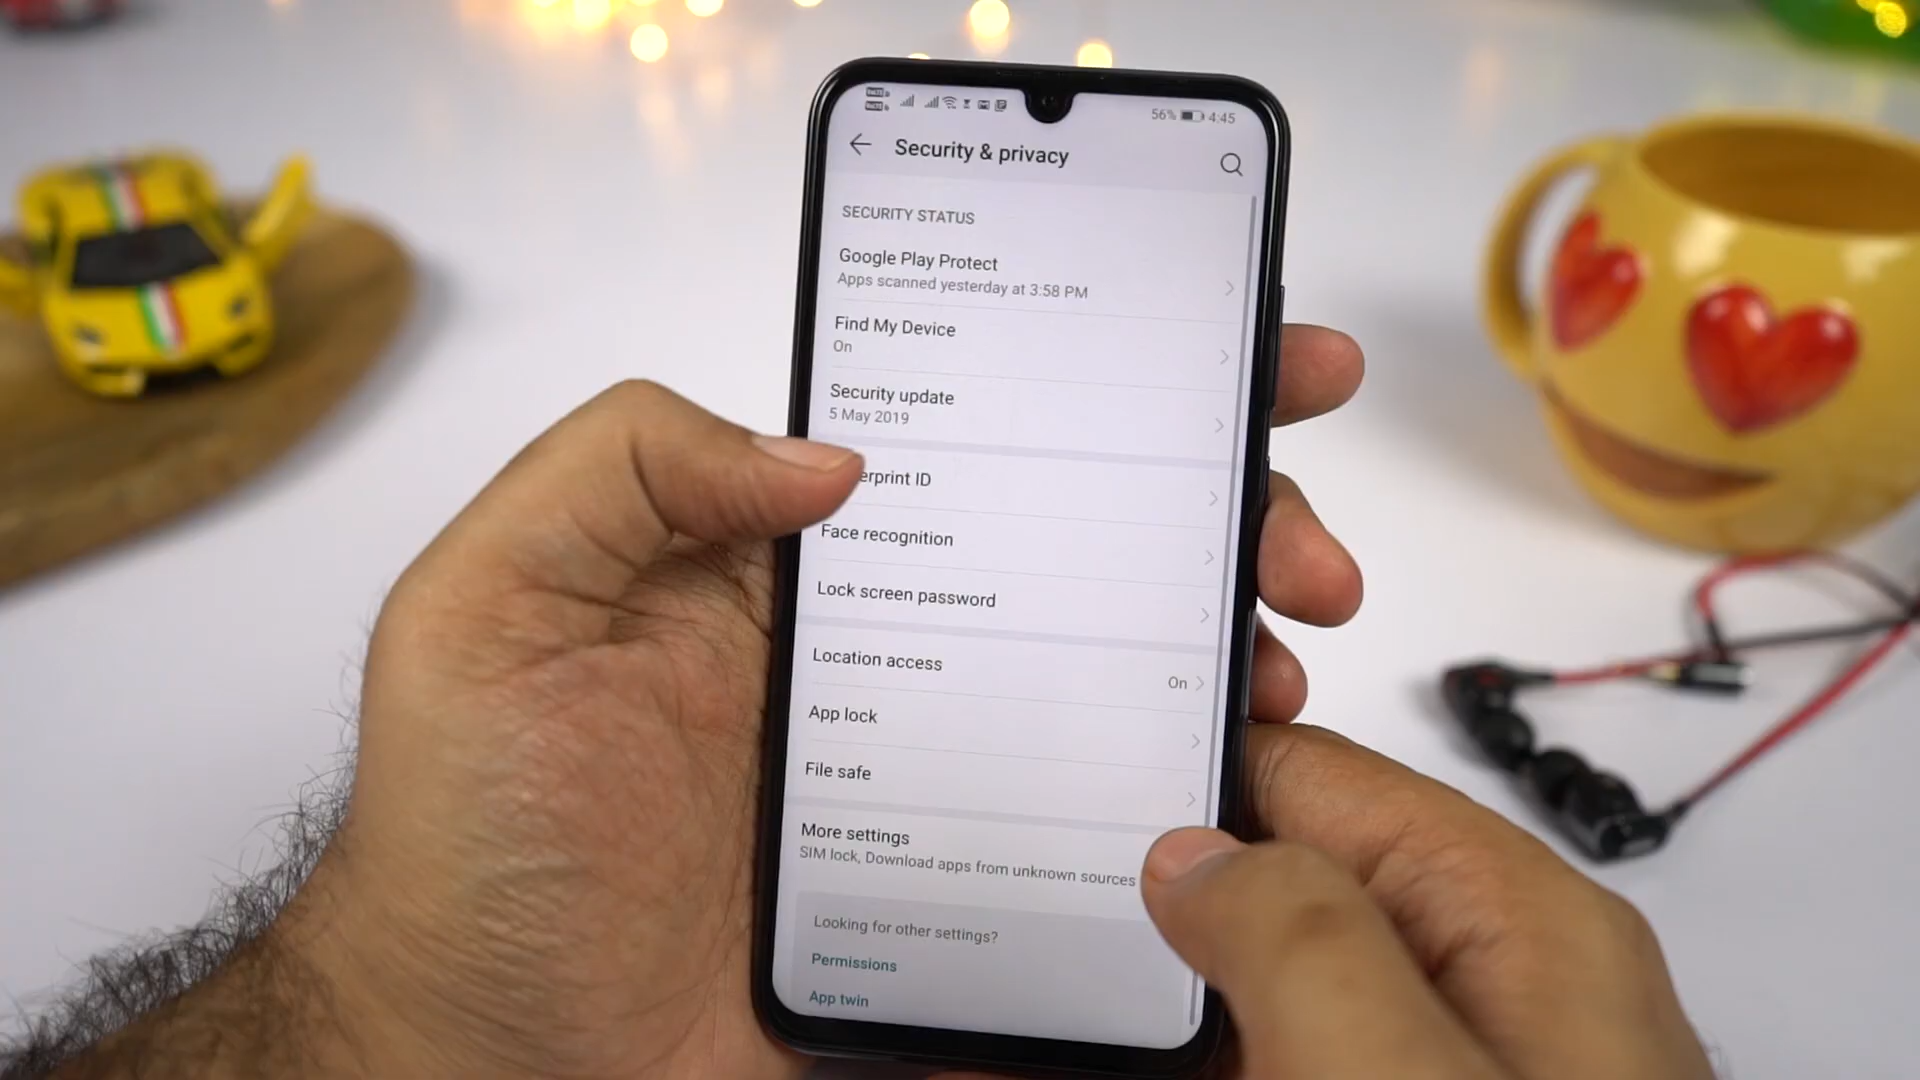 56% 4:45
Security & privacy
SECURITY STATUS
Google Play Protect
Apps scanned yesterday at 3:58 PM
Find My Device
On
Security update
5 May 2019
erprint ID
Face recognition
Lock screen password
Location access
On
App lock
File safe
More settings
SIM lock, Download apps from unknown sources
Looking for other settings?
Permissions
App twin